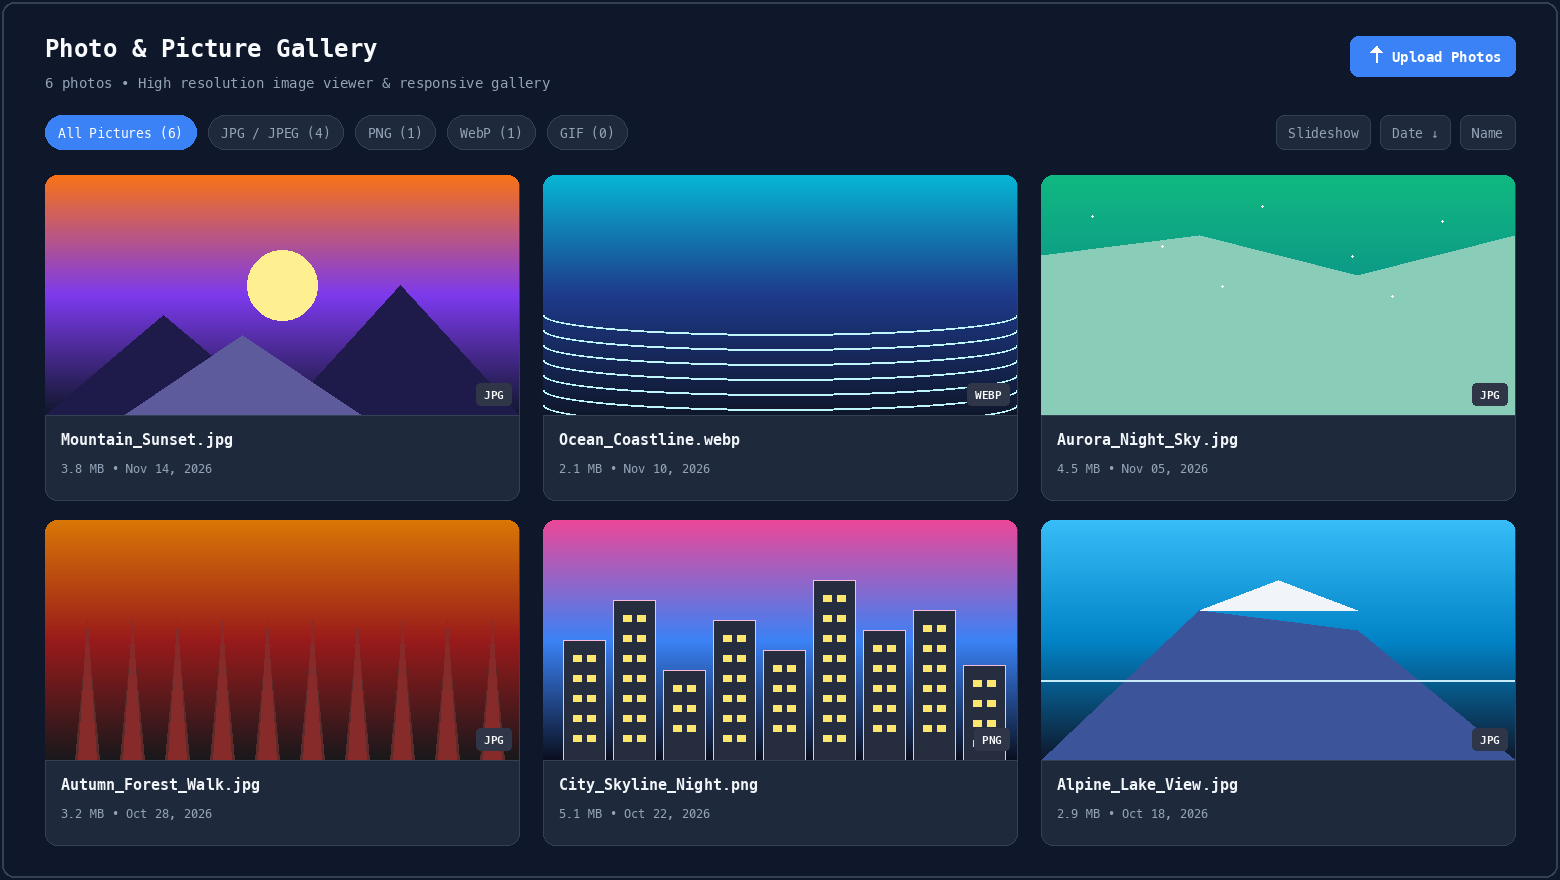 Photo & Picture Gallery
Upload Photos
6 photos • High resolution image viewer & responsive gallery
All Pictures (6) JPG / JPEG (4) PNG (1) WebP (1) GIF (0) Slideshow Date ↓ Name
JPG WEBP JPG
Mountain_Sunset.jpg Ocean_Coastline.webp Aurora_Night_Sky.jpg
3.8 MB • Nov 14, 2026 2.1 MB • Nov 10, 2026 4.5 MB • Nov 05, 2026
JPG PNG JPG
Autumn_Forest_Walk.jpg City_Skyline_Night.png Alpine_Lake_View.jpg
3.2 MB • Oct 28, 2026 5.1 MB • Oct 22, 2026 2.9 MB • Oct 18, 2026